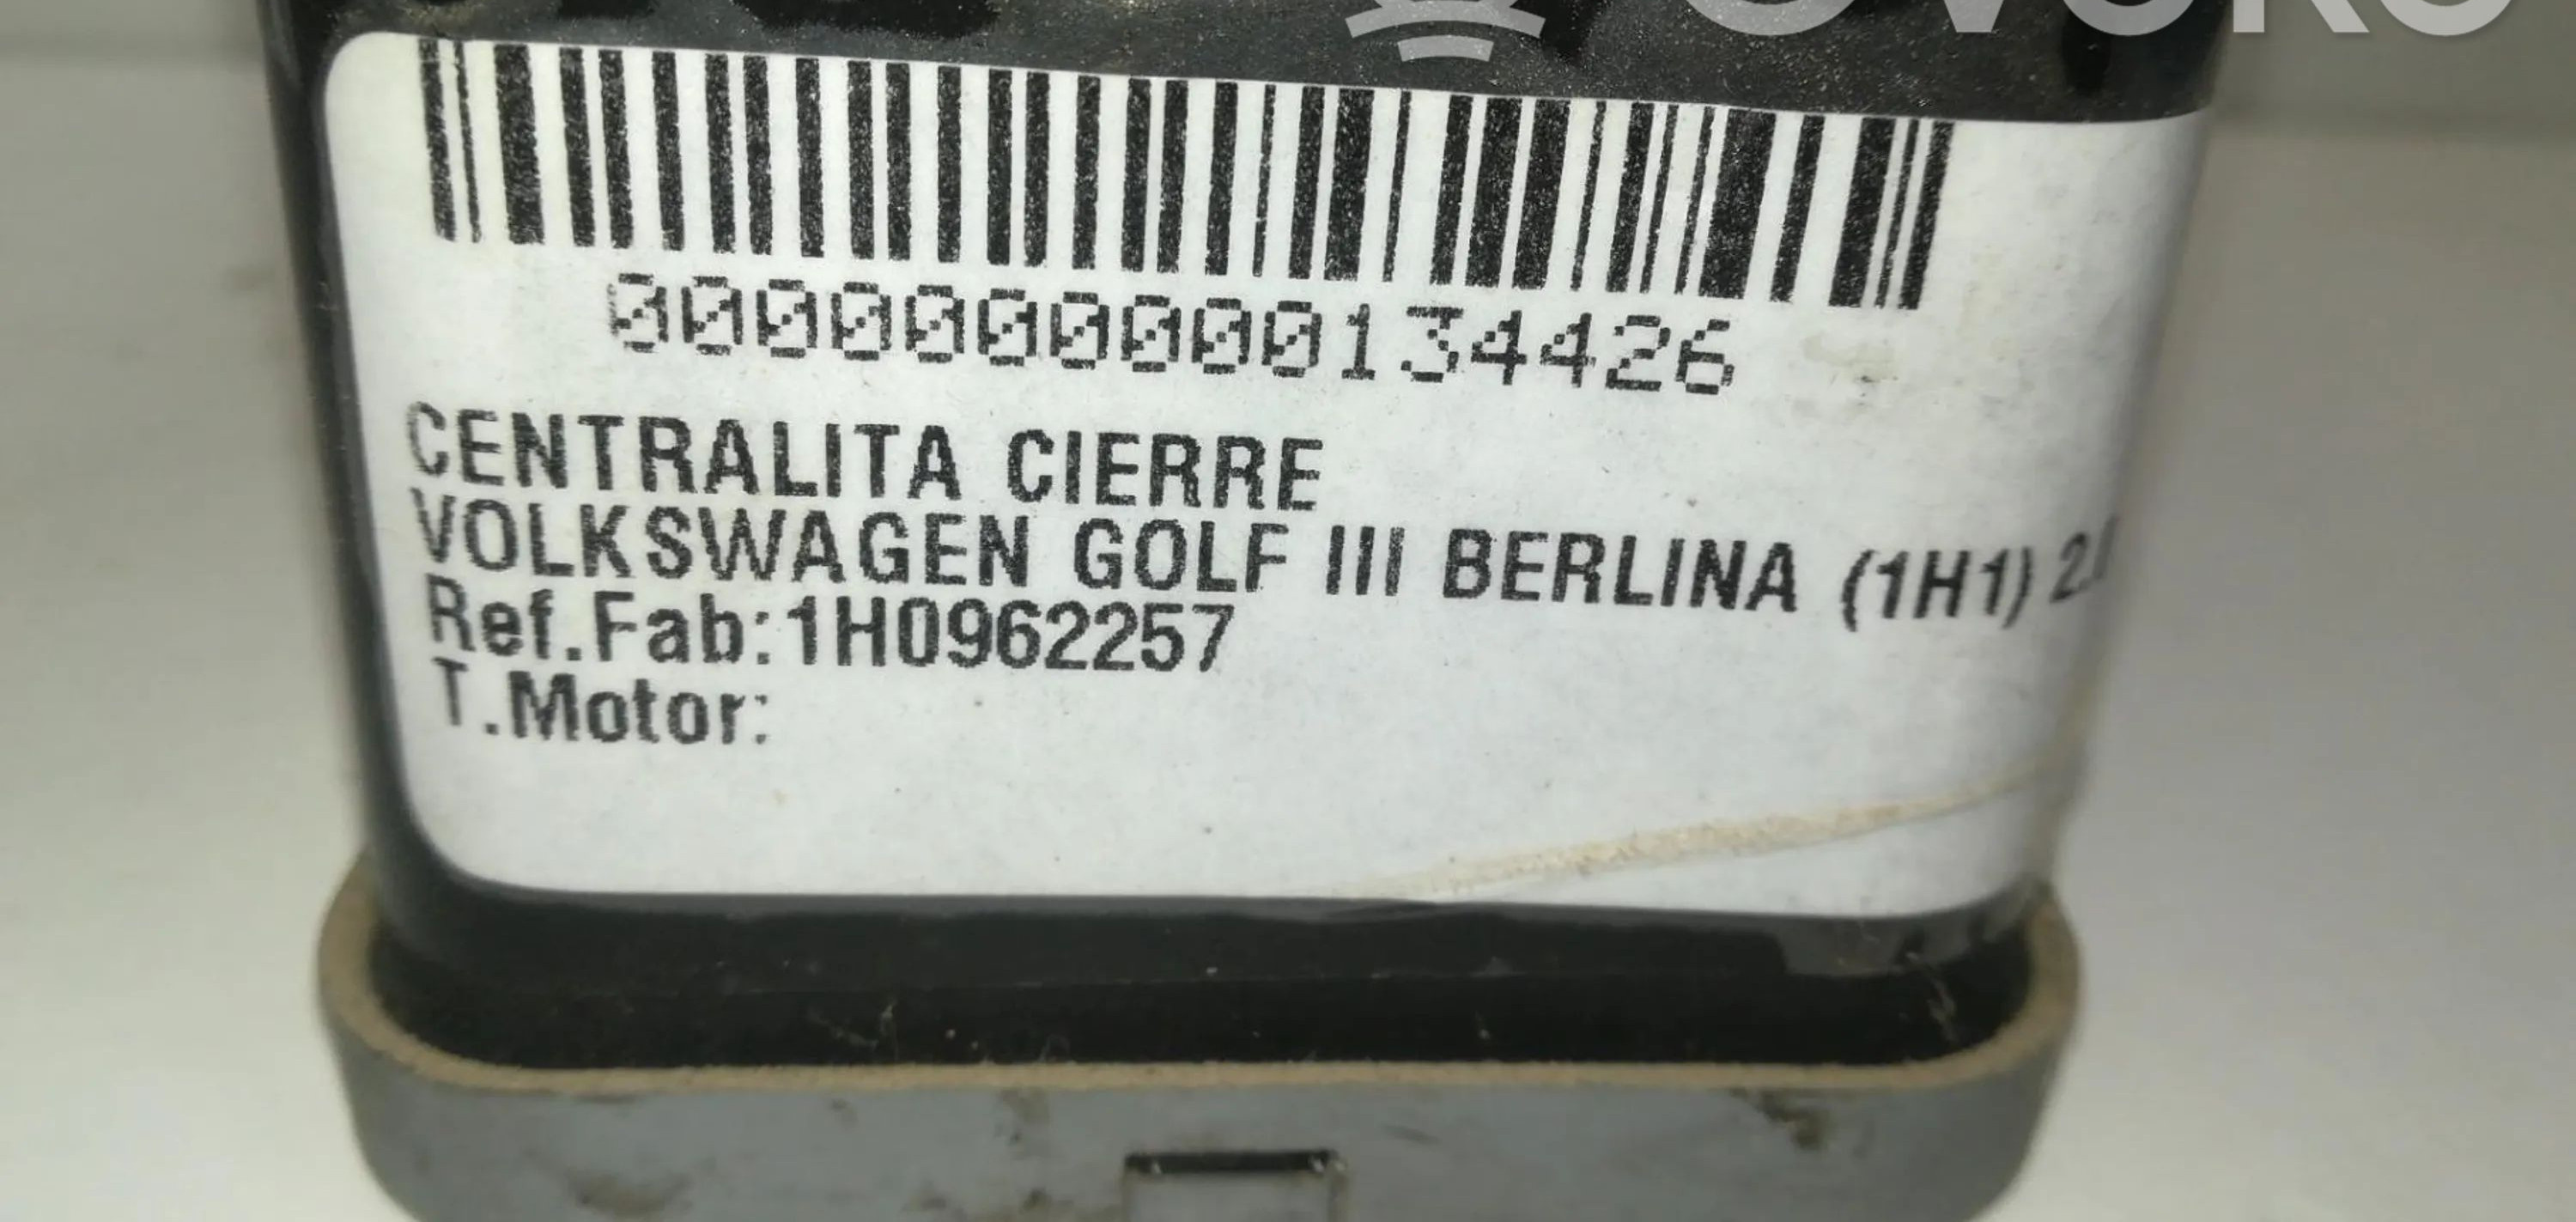 0000000000134426
CENTRALITA CIERRE
VOLKSWAGEN GOLF III BERLINA (1H1)
Ref.Fab:1H0962257
T.Motor: